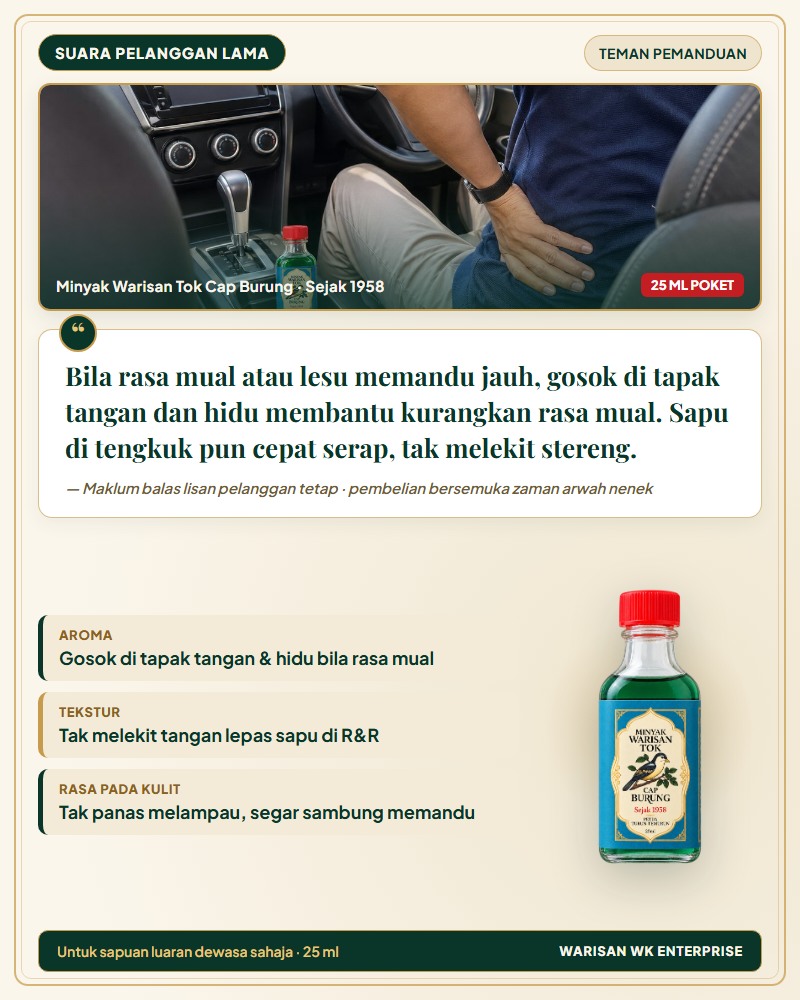 SUARA PELANGGAN LAMA
TEMAN PEMANDUAN
Minyak Warisan Tok Cap Burung · Sejak 1958
25 ML POKET
“
Bila rasa mual atau lesu memandu jauh, gosok di tapak
tangan dan hidu membantu kurangkan rasa mual. Sapu
di tengkuk pun cepat serap, tak melekit stereng.
— Maklum balas lisan pelanggan tetap · pembelian bersemuka zaman arwah nenek
AROMA
Gosok di tapak tangan & hidu bila rasa mual
TEKSTUR
Tak melekit tangan lepas sapu di R&R
RASA PADA KULIT
Tak panas melampau, segar sambung memandu
MINYAK
WARISAN
TOK
CAP
BURUNG
Sejak 1958
25ml
Untuk sapuan luaran dewasa sahaja · 25 ml
WARISAN WK ENTERPRISE